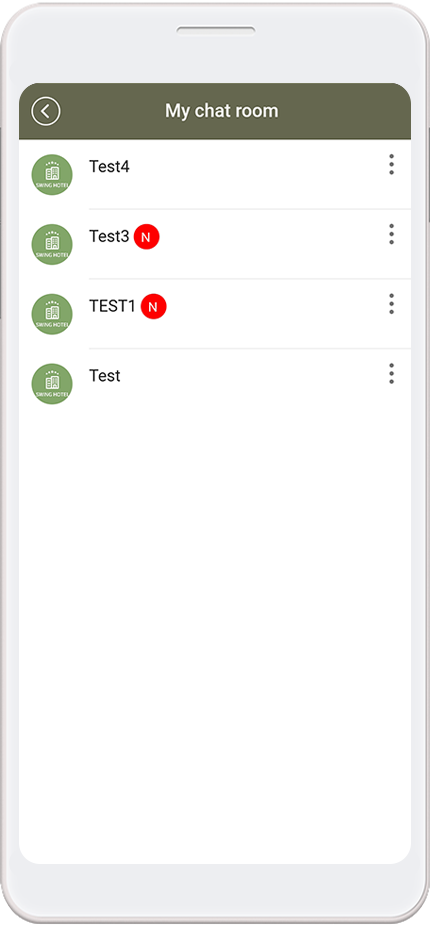 My chat room
SWING HOTEL
Test4
SWING HOTEL
Test3 N
SWING HOTEL
TEST1 N
SWING HOTEL
Test